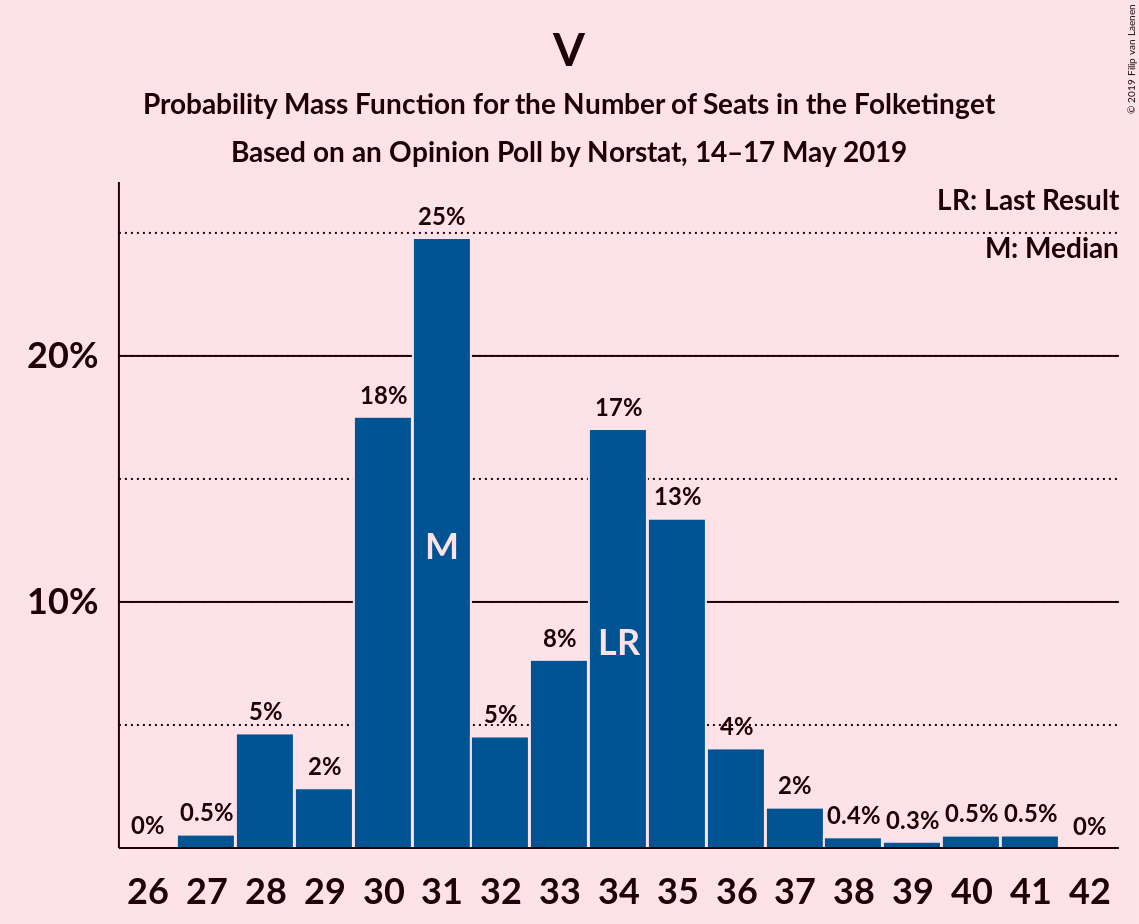 V
Probability Mass Function for the Number of Seats in the Folketinget
Based on an Opinion Poll by Norstat, 14–17 May 2019
© 2019 Filip van Laenen
LR: Last Result
M: Median
20%
10%
0%
0.5%
5%
2%
18%
25%
5%
8%
17%
13%
4%
2%
0.4%
0.3%
0.5%
0.5%
0%
M
LR
26 27 28 29 30 31 32 33 34 35 36 37 38 39 40 41 42